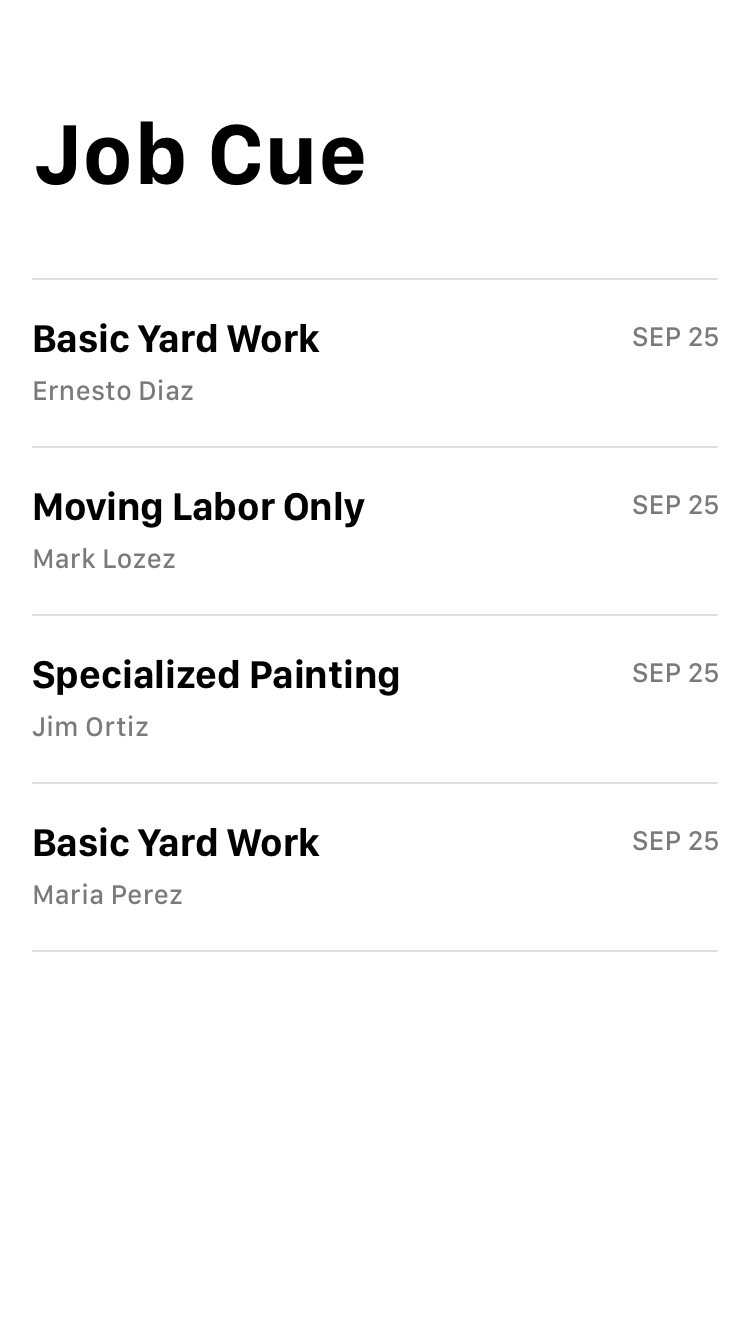 Job Cue
Basic Yard Work SEP 25
Ernesto Diaz
Moving Labor Only SEP 25
Mark Lozez
Specialized Painting SEP 25
Jim Ortiz
Basic Yard Work SEP 25
Maria Perez